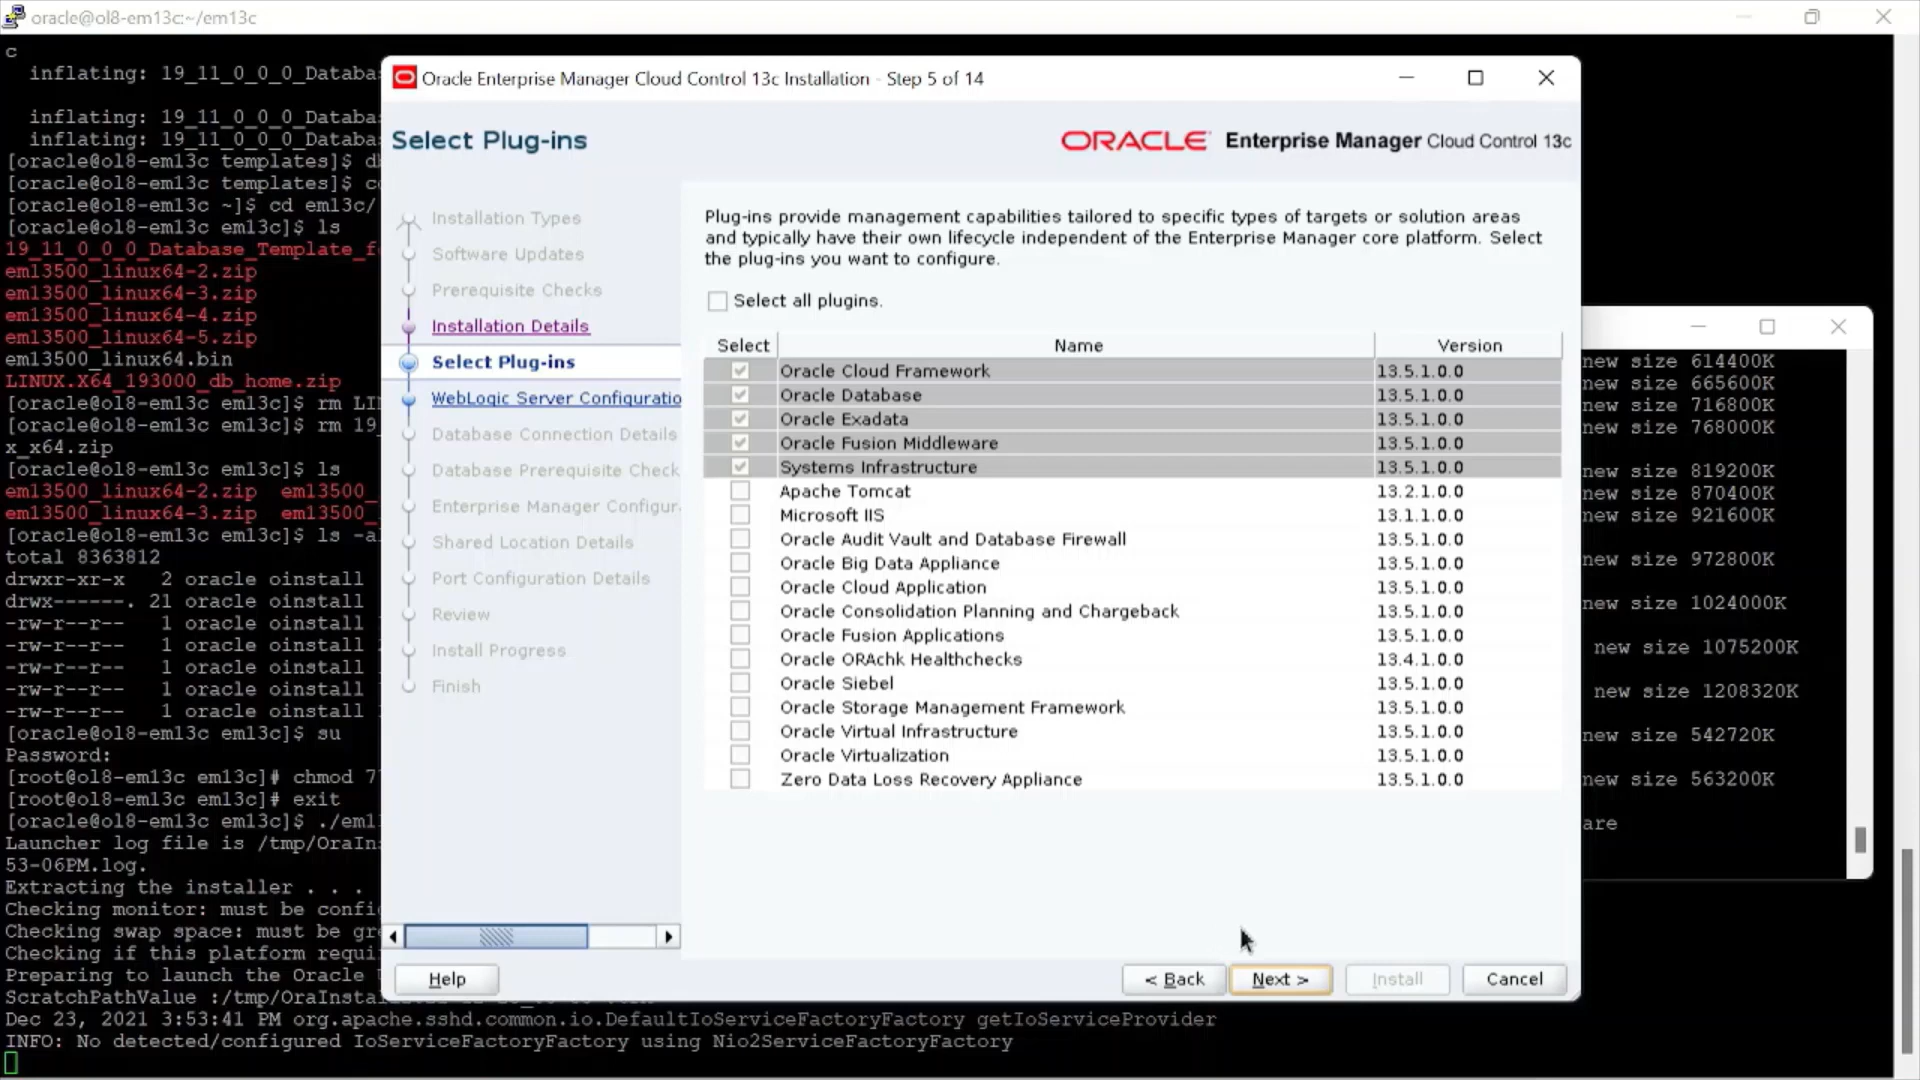 oracle@ol8-em13c:~/em13c
c
inflating: 19_11_0_0_0_Databa
inflating: 19_11_0_0_0_Databa
inflating: 19_11_0_0_0_Databa
[oracle@ol8-em13c templates]$
[oracle@ol8-em13c templates]$
[oracle@ol8-em13c ~]$ cd em13c/
[oracle@ol8-em13c em13c]$ ls
19_11_0_0_0_Database_Template_f
em13500_linux64-2.zip
em13500_linux64-3.zip
em13500_linux64-4.zip
em13500_linux64-5.zip
em13500_linux64.bin
LINUX.X64_193000_db_home.zip
[oracle@ol8-em13c em13c]$ rm LI
[oracle@ol8-em13c em13c]$ rm 19_
x_x64.zip
[oracle@ol8-em13c em13c]$ ls
em13500_linux64-2.zip em13500_
em13500_linux64-3.zip em13500_
[oracle@ol8-em13c em13c]$ ls -a
total 8363812
drwxr-xr-x 2 oracle oinstall
drwx------. 21 oracle oinstall
-rw-r--r-- 1 oracle oinstall
-rw-r--r-- 1 oracle oinstall
-rw-r--r-- 1 oracle oinstall
-rw-r--r-- 1 oracle oinstall
-rw-r--r-- 1 oracle oinstall
[oracle@ol8-em13c em13c]$ su
Password:
[root@ol8-em13c em13c]# chmod 7
[root@ol8-em13c em13c]# exit
[oracle@ol8-em13c em13c]$ ./em1
Launcher log file is /tmp/OraIn
53-06PM.log.
Extracting the installer . . .
Checking monitor: must be confi
Checking swap space: must be gr
Checking if this platform requi
Preparing to launch the Oracle
ScratchPathValue :/tmp/OraInsta
Dec 23, 2021 3:53:41 PM org.apache.sshd.common.io.DefaultIoServiceFactoryFactory getIoServiceProvider
INFO: No detected/configured IoServiceFactoryFactory using Nio2ServiceFactoryFactory
Oracle Enterprise Manager Cloud Control 13c Installation - Step 5 of 14
Select Plug-ins
ORACLE Enterprise Manager Cloud Control 13c
Installation Types
Software Updates
Prerequisite Checks
Installation Details
Select Plug-ins
WebLogic Server Configuratio
Database Connection Details
Database Prerequisite Check
Enterprise Manager Configur
Shared Location Details
Port Configuration Details
Review
Install Progress
Finish
Plug-ins provide management capabilities tailored to specific types of targets or solution areas
and typically have their own lifecycle independent of the Enterprise Manager core platform. Select
the plug-ins you want to configure.
Select all plugins.
Select Name Version
Oracle Cloud Framework 13.5.1.0.0
Oracle Database 13.5.1.0.0
Oracle Exadata 13.5.1.0.0
Oracle Fusion Middleware 13.5.1.0.0
Systems Infrastructure 13.5.1.0.0
Apache Tomcat 13.2.1.0.0
Microsoft IIS 13.1.1.0.0
Oracle Audit Vault and Database Firewall 13.5.1.0.0
Oracle Big Data Appliance 13.5.1.0.0
Oracle Cloud Application 13.5.1.0.0
Oracle Consolidation Planning and Chargeback 13.5.1.0.0
Oracle Fusion Applications 13.5.1.0.0
Oracle ORAchk Healthchecks 13.4.1.0.0
Oracle Siebel 13.5.1.0.0
Oracle Storage Management Framework 13.5.1.0.0
Oracle Virtual Infrastructure 13.5.1.0.0
Oracle Virtualization 13.5.1.0.0
Zero Data Loss Recovery Appliance 13.5.1.0.0
Help
< Back
Next >
Install
Cancel
new size 614400K
new size 665600K
new size 716800K
new size 768000K
new size 819200K
new size 870400K
new size 921600K
new size 972800K
new size 1024000K
new size 1075200K
new size 1208320K
new size 542720K
new size 563200K
are